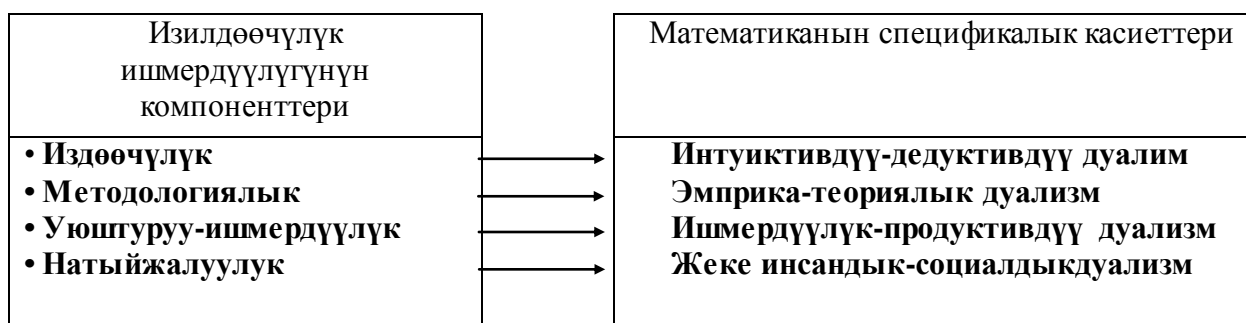 Изилдөөчүлүк
ишмердүүлүгүнүн
компоненттери
Математиканын спецификалык касиеттери
• Издөөчүлүк
• Методологиялык
• Уюштуруу-ишмердүүлүк
• Натыйжалуулук
Интуиктивдүү-дедуктивдүү дуалим
Эмприка-теориялык дуализм
Ишмердүүлүк-продуктивдүү дуализм
Жеке инсандык-социалдыкдуализм